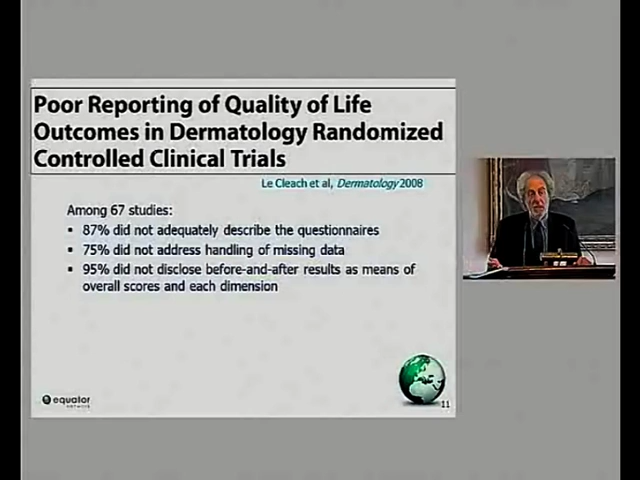 Poor Reporting of Quality of Life
Outcomes in Dermatology Randomized
Controlled Clinical Trials
Le Cleach et al, Dermatology 2008
Among 67 studies:
▪ 87% did not adequately describe the questionnaires
▪ 75% did not address handling of missing data
▪ 95% did not disclose before-and-after results as means of
overall scores and each dimension
equator
NETWORK
11